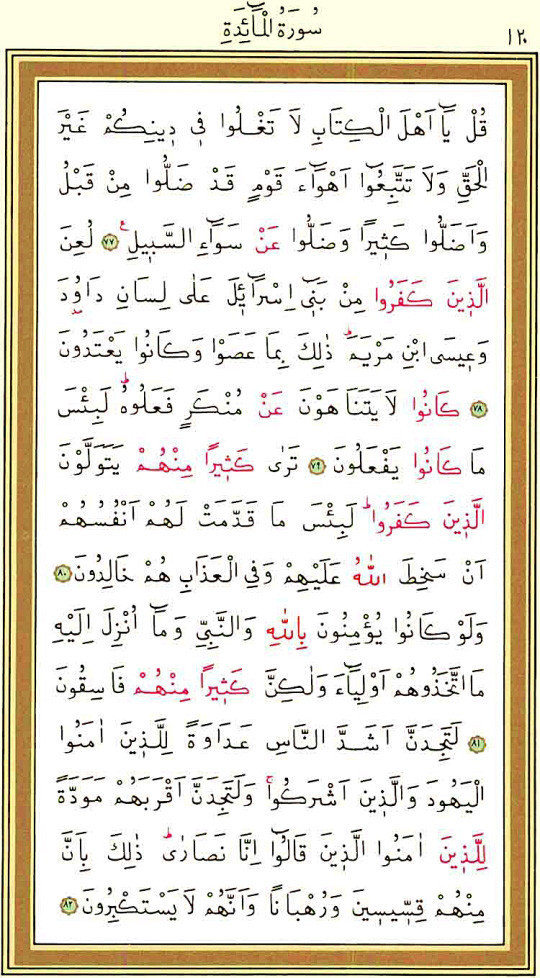 سُورَةُ الْمَٓائِدَةِ
١٢٠
قُلْ يَٓا اَهْلَ الْكِتَابِ لَا تَغْلُوا فٖي دٖينِكُمْ غَيْرَ
الْحَقِّ وَلَا تَتَّبِعُٓوا اَهْوَٓاءَ قَوْمٍ قَدْ ضَلُّوا مِنْ قَبْلُ
وَاَضَلُّوا كَثٖيرًا وَضَلُّوا عَنْ سَوَٓاءِ السَّبٖيلِࣖ ﴿٧٧﴾ لُعِنَ
الَّذٖينَ كَفَرُوا مِنْ بَنٖٓي اِسْرَٓائٖلَ عَلٰى لِسَانِ دَاوُ۫دَ
وَعٖيسَى ابْنِ مَرْيَمَؕ ذٰلِكَ بِمَا عَصَوْا وَكَانُوا يَعْتَدُونَ
﴿٧٨﴾ كَانُوا لَا يَتَنَاهَوْنَ عَنْ مُنْكَرٍ فَعَلُوهُؕ لَبِئْسَ
مَا كَانُوا يَفْعَلُونَ ﴿٧٩﴾ تَرٰى كَثٖيرًا مِنْهُمْ يَتَوَلَّوْنَ
الَّذٖينَ كَفَرُواؕ لَبِئْسَ مَا قَدَّمَتْ لَهُمْ اَنْفُسُهُمْ
اَنْ سَخِطَ اللّٰهُ عَلَيْهِمْ وَفِي الْعَذَابِ هُمْ خَالِدُونَ ﴿٨٠﴾
وَلَوْ كَانُوا يُؤْمِنُونَ بِاللّٰهِ وَالنَّبِيِّ وَمَٓا اُنْزِلَ اِلَيْهِ
مَا اتَّخَذُوهُمْ اَوْلِيَٓاءَ وَلٰكِنَّ كَثٖيرًا مِنْهُمْ فَاسِقُونَ
﴿٨١﴾ لَتَجِدَنَّ اَشَدَّ النَّاسِ عَدَاوَةً لِلَّذٖينَ اٰمَنُوا
الْيَهُودَ وَالَّذٖينَ اَشْرَكُواۚ وَلَتَجِدَنَّ اَقْرَبَهُمْ مَوَدَّةً
لِلَّذٖينَ اٰمَنُوا الَّذٖينَ قَالُٓوا اِنَّا نَصَارٰىؕ ذٰلِكَ بِاَنَّ
مِنْهُمْ قِسّٖيسٖينَ وَرُهْبَانًا وَاَنَّهُمْ لَا يَسْتَكْبِرُونَ ﴿٨٢﴾